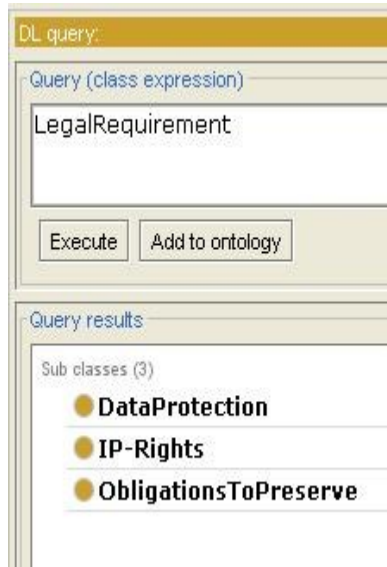 DL query:
Query (class expression)
LegalRequirement
Execute Add to ontology
Query results
Sub classes (3)
DataProtection
IP-Rights
ObligationsToPreserve